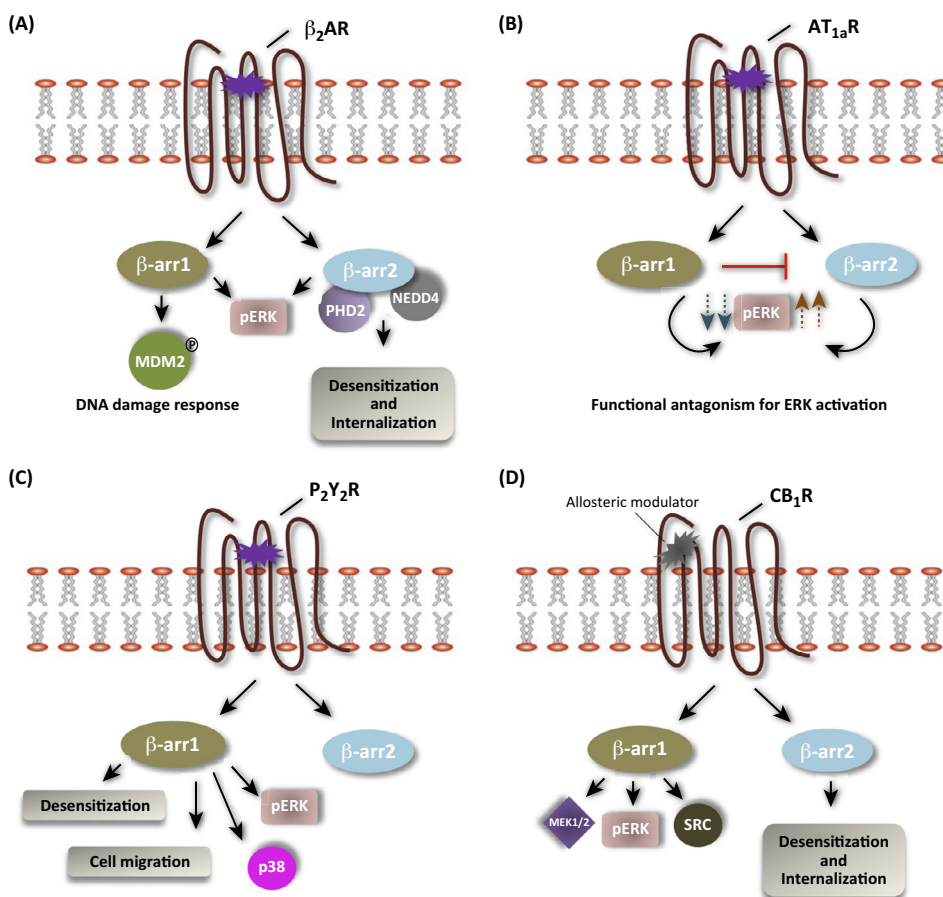 (A)
β₂AR
β-arr1
β-arr2
pERK
PHD2
NEDD4
MDM2
P
DNA damage response
Desensitization
and
Internalization
(B)
AT₁ₐR
β-arr1
β-arr2
pERK
Functional antagonism for ERK activation
(C)
P₂Y₂R
β-arr1
β-arr2
Desensitization
pERK
Cell migration
p38
(D)
Allosteric modulator
CB₁R
β-arr1
β-arr2
MEK1/2
pERK
SRC
Desensitization
and
Internalization